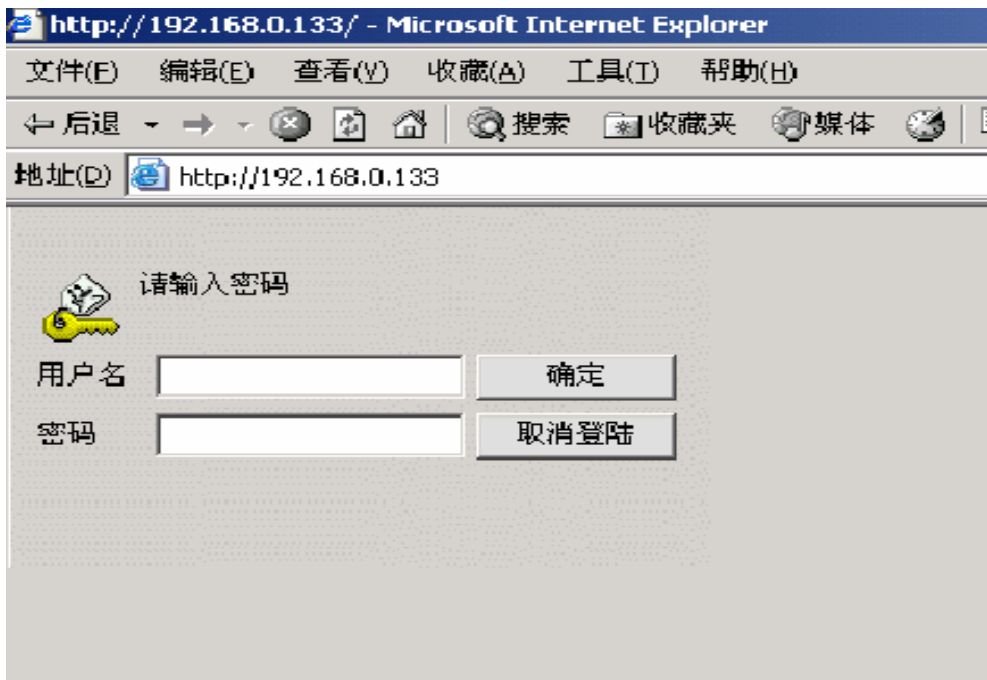 http://192.168.0.133/ - Microsoft Internet Explorer
文件(F) 编辑(E) 查看(V) 收藏(A) 工具(T) 帮助(H)
后退 搜索 收藏夹 媒体
地址(D) http://192.168.0.133
请输入密码
用户名 确定
密码 取消登陆